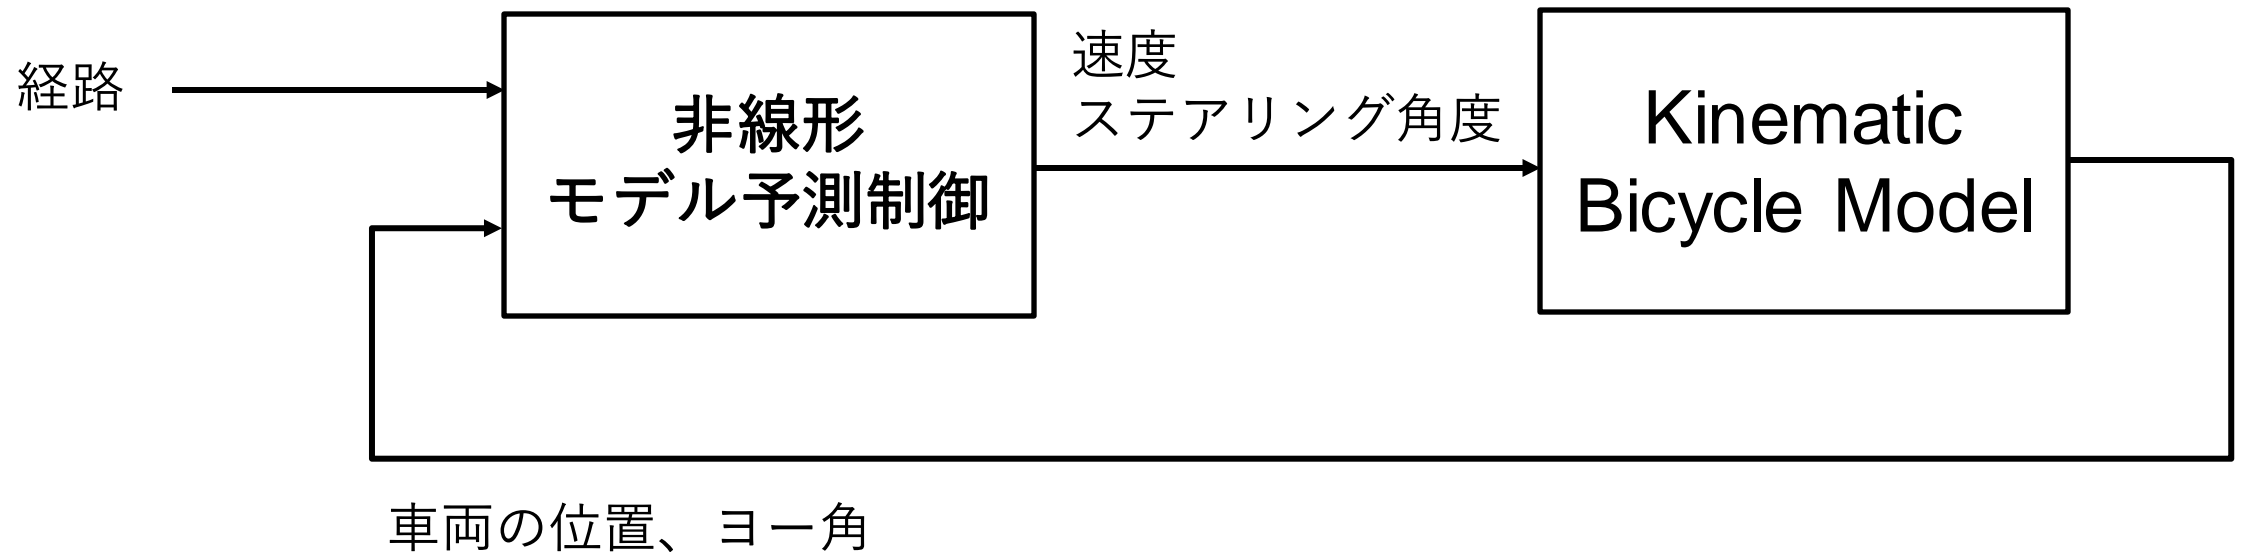 経路
非線形
モデル予測制御
速度
ステアリング角度
Kinematic
Bicycle Model
車両の位置、ヨー角